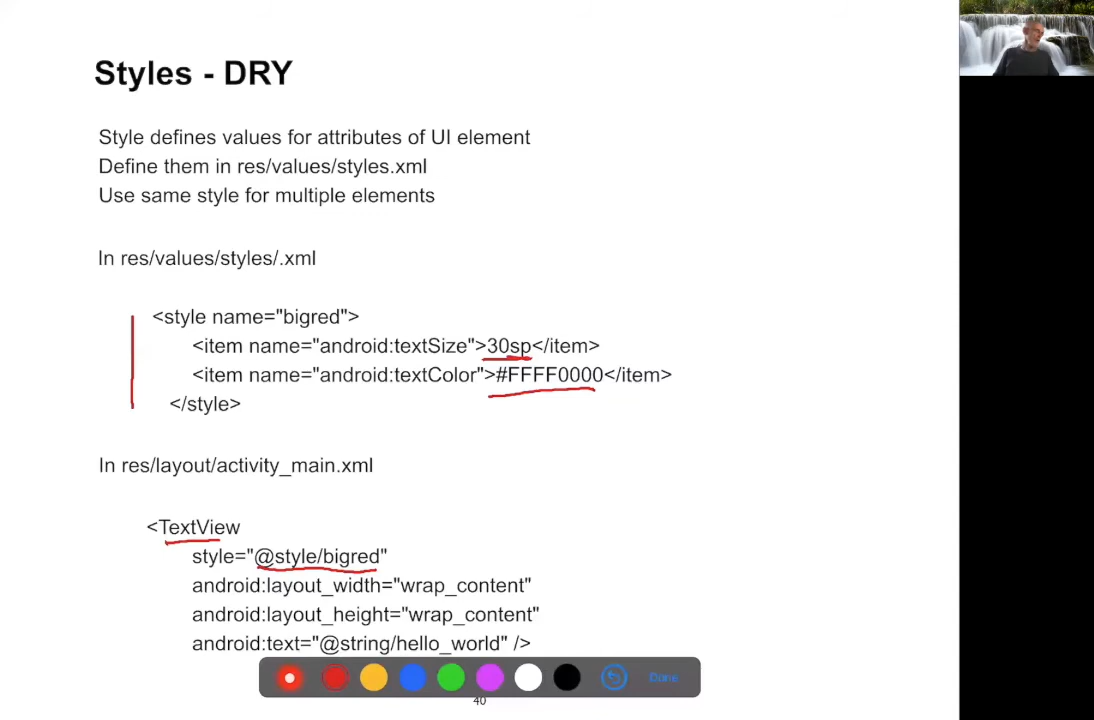 Styles - DRY
Style defines values for attributes of UI element
Define them in res/values/styles.xml
Use same style for multiple elements
In res/values/styles/.xml
<style name="bigred">
<item name="android:textSize">30sp</item>
<item name="android:textColor">#FFFF0000</item>
</style>
In res/layout/activity_main.xml
<TextView
style="@style/bigred"
android:layout_width="wrap_content"
android:layout_height="wrap_content"
android:text="@string/hello_world" />
Done
40